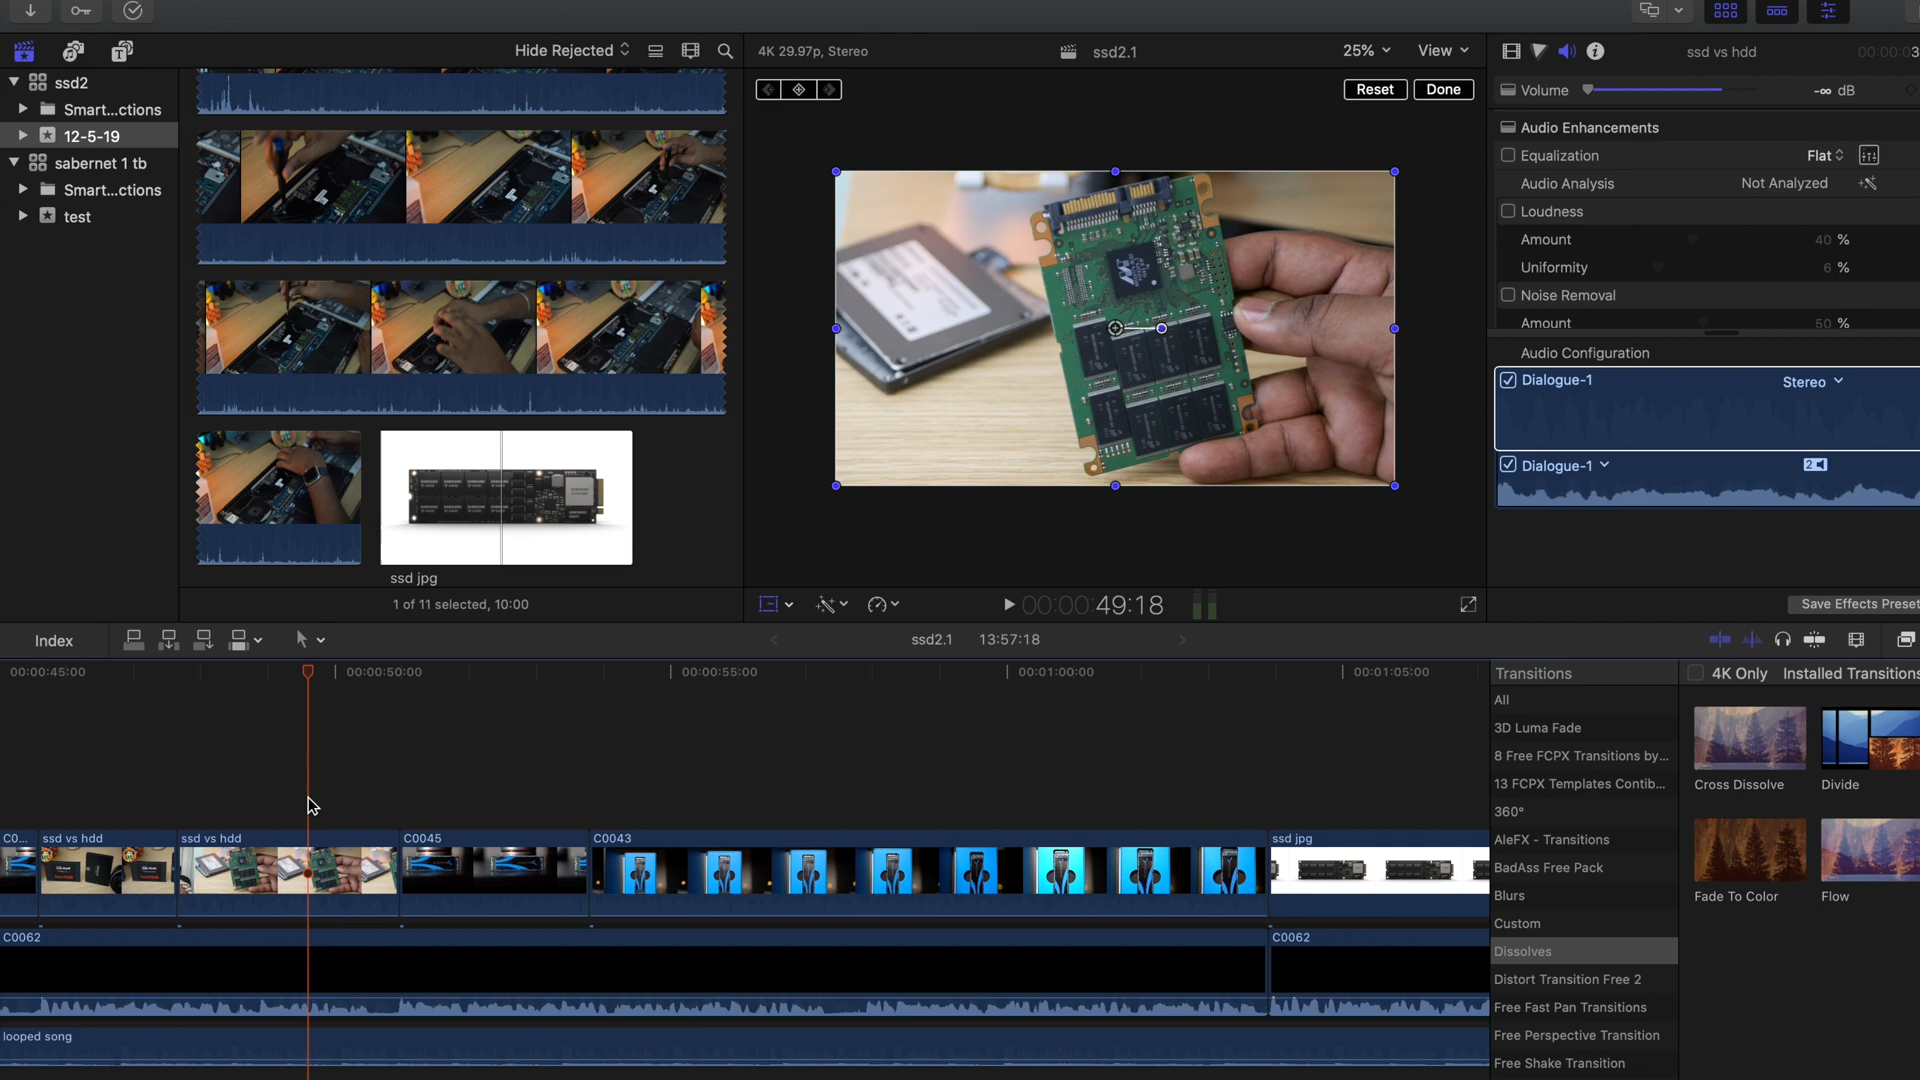 Hide Rejected
4K 29.97p, Stereo
ssd2.1
25%
View
ssd vs hdd
00:00:03
ssd2
Smart...ctions
12-5-19
sabernet 1 tb
Smart...ctions
test
Reset
Done
Volume
-∞ dB
Audio Enhancements
Equalization
Flat
Audio Analysis
Not Analyzed
Loudness
Amount
40 %
Uniformity
6 %
Noise Removal
Amount
50 %
Audio Configuration
Dialogue-1
Stereo
Dialogue-1
2
ssd jpg
1 of 11 selected, 10:00
00:00:49:18
Save Effects Preset
Index
ssd2.1
13:57:18
00:00:45:00
00:00:50:00
00:00:55:00
00:01:00:00
00:01:05:00
C0...
ssd vs hdd
ssd vs hdd
C0045
C0043
ssd jpg
C0062
C0062
looped song
Transitions
4K Only
Installed Transitions
All
3D Luma Fade
8 Free FCPX Transitions by...
13 FCPX Templates Contib...
360°
AleFX - Transitions
BadAss Free Pack
Blurs
Custom
Dissolves
Distort Transition Free 2
Free Fast Pan Transitions
Free Perspective Transition
Free Shake Transition
Cross Dissolve
Divide
Fade To Color
Flow